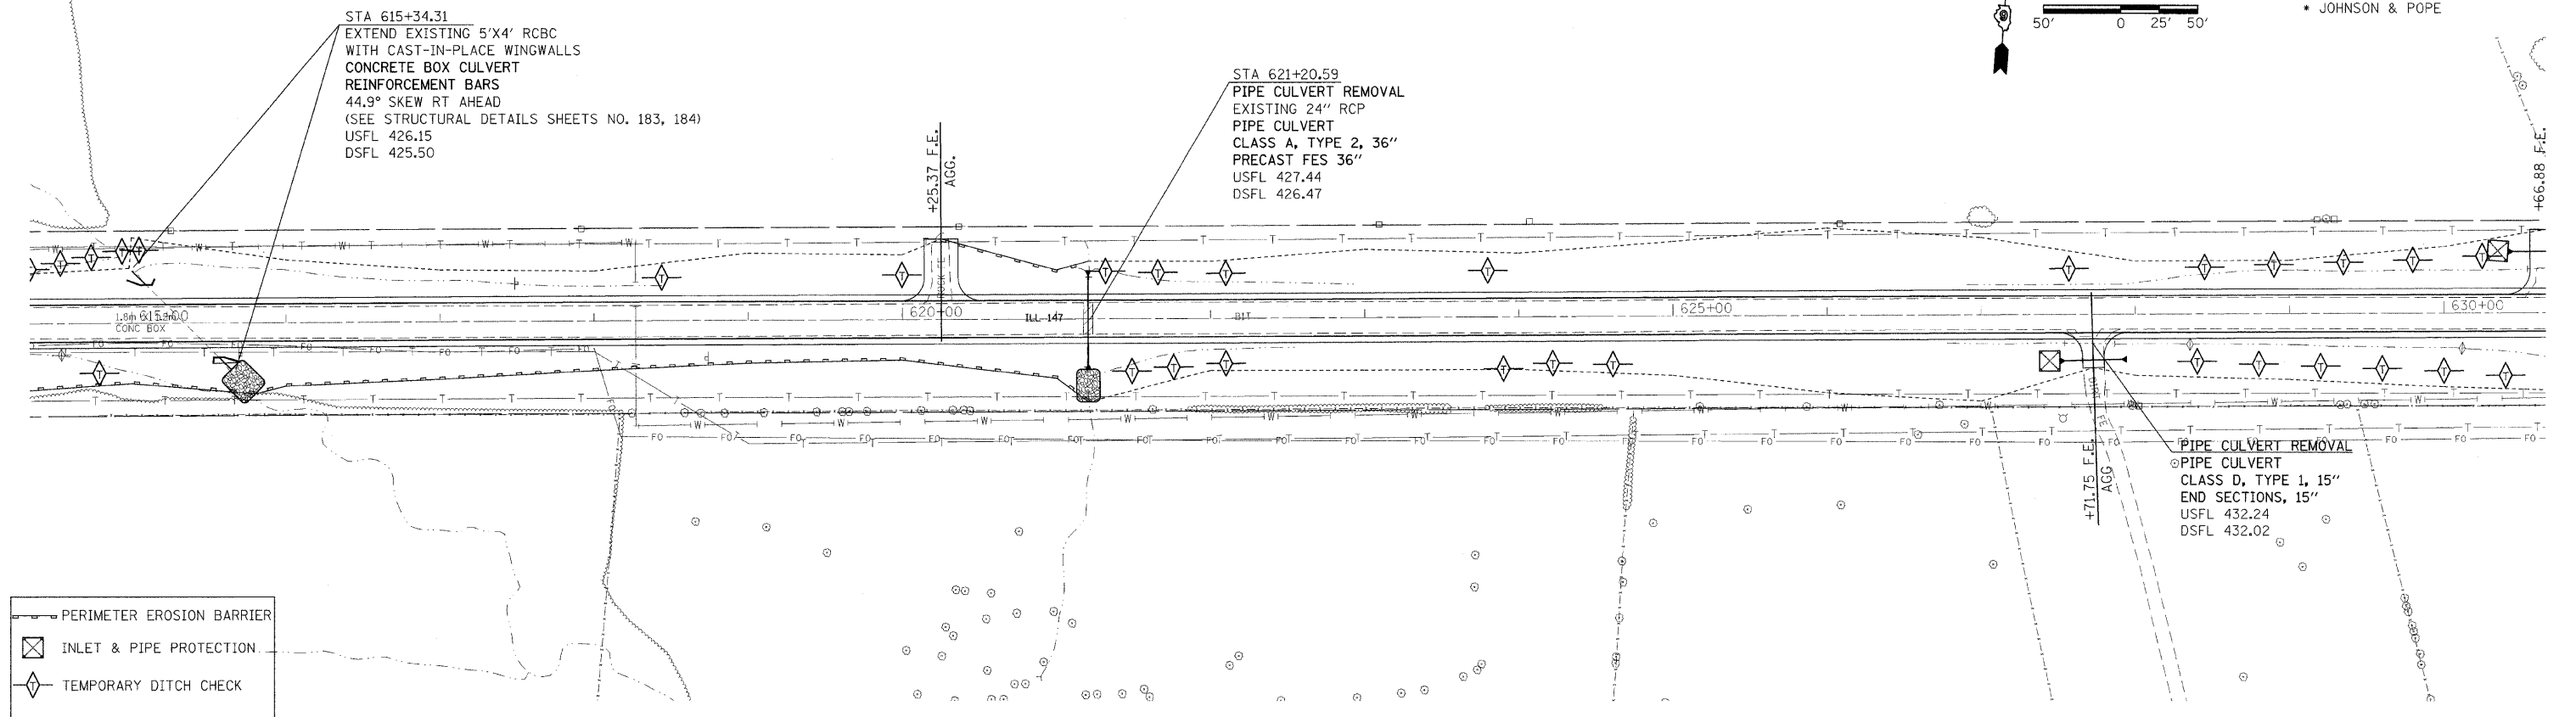 STA 615+34.31
EXTEND EXISTING 5'X4' RCBC
WITH CAST-IN-PLACE WINGWALLS
CONCRETE BOX CULVERT
REINFORCEMENT BARS
44.9° SKEW RT AHEAD
(SEE STRUCTURAL DETAILS SHEETS NO. 183, 184)
USFL 426.15
DSFL 425.50
STA 621+20.59
PIPE CULVERT REMOVAL
EXISTING 24" RCP
PIPE CULVERT
CLASS A, TYPE 2, 36"
PRECAST FES 36"
USFL 427.44
DSFL 426.47
50' 0 25' 50'
* JOHNSON & POPE
+25.37 F.E.
AGG.
+66.88 F.E.
CONC BOX
620+00
ILL-147
BIT
625+00
630+00
+71.75 F.E.
AGG
PIPE CULVERT REMOVAL
PIPE CULVERT
CLASS D, TYPE 1, 15"
END SECTIONS, 15"
USFL 432.24
DSFL 432.02
PERIMETER EROSION BARRIER
INLET & PIPE PROTECTION
TEMPORARY DITCH CHECK